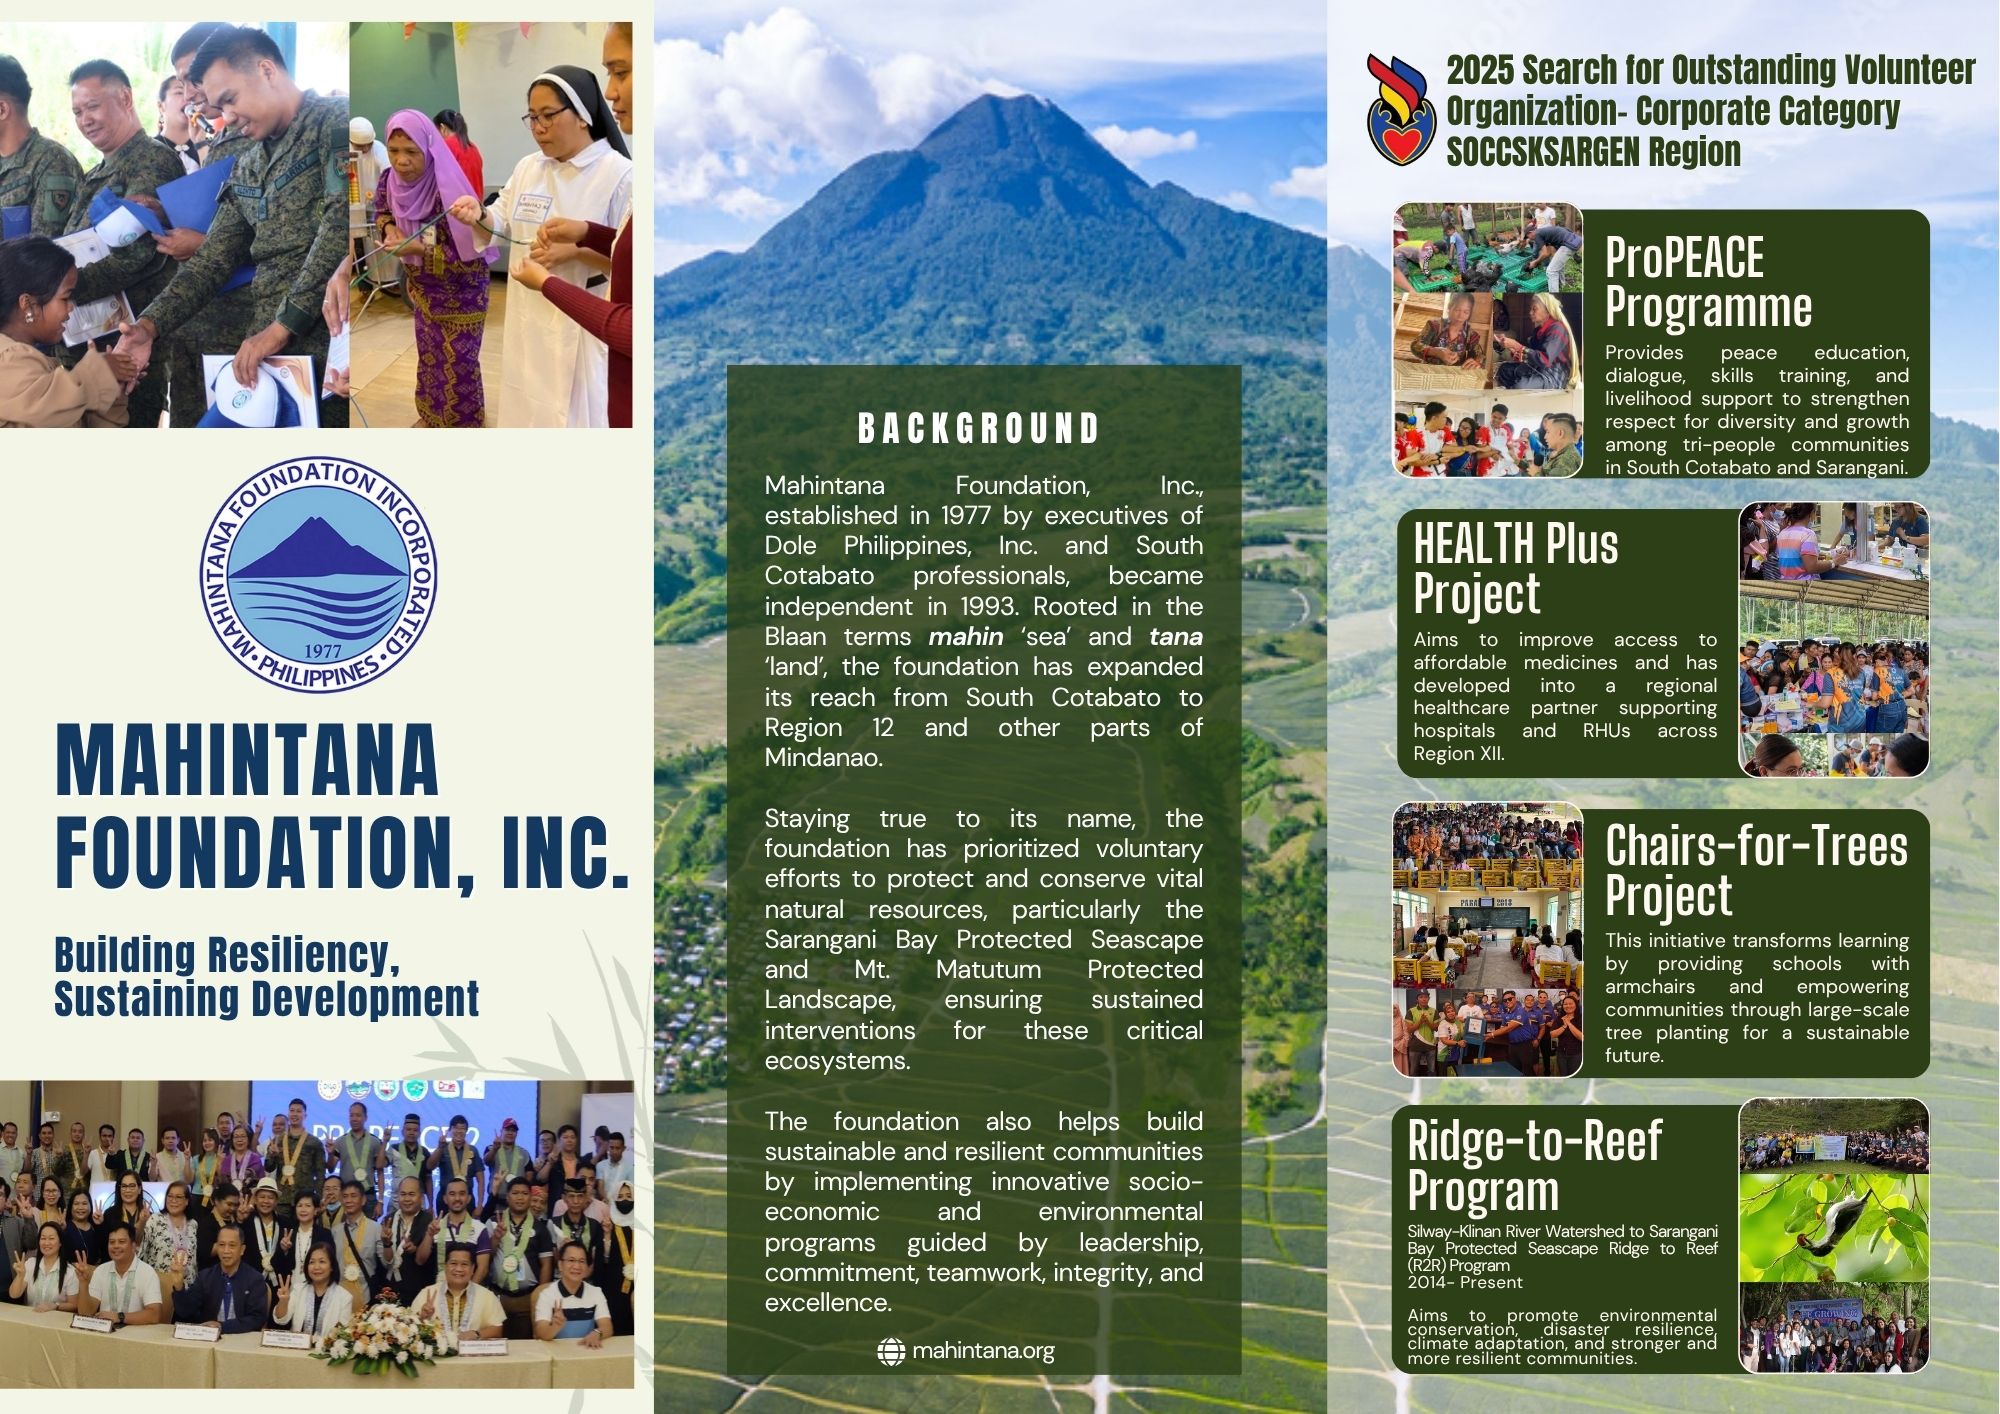 MAHINTANA FOUNDATION INCORPORATED
1977
PHILIPPINES
MAHINTANA
FOUNDATION, INC.
Building Resiliency,
Sustaining Development
BACKGROUND
Mahintana Foundation, Inc.,
established in 1977 by executives of
Dole Philippines, Inc. and South
Cotabato professionals, became
independent in 1993. Rooted in the
Blaan terms mahin ‘sea’ and tana
‘land’, the foundation has expanded
its reach from South Cotabato to
Region 12 and other parts of
Mindanao.
Staying true to its name, the
foundation has prioritized voluntary
efforts to protect and conserve vital
natural resources, particularly the
Sarangani Bay Protected Seascape
and Mt. Matutum Protected
Landscape, ensuring sustained
interventions for these critical
ecosystems.
The foundation also helps build
sustainable and resilient communities
by implementing innovative socio-
economic and environmental
programs guided by leadership,
commitment, teamwork, integrity, and
excellence.
mahintana.org
2025 Search for Outstanding Volunteer
Organization- Corporate Category
SOCCSKSARGEN Region
ProPEACE
Programme
Provides peace education,
dialogue, skills training, and
livelihood support to strengthen
respect for diversity and growth
among tri-people communities
in South Cotabato and Sarangani.
HEALTH Plus
Project
Aims to improve access to
affordable medicines and has
developed into a regional
healthcare partner supporting
hospitals and RHUs across
Region XII.
Chairs-for-Trees
Project
This initiative transforms learning
by providing schools with
armchairs and empowering
communities through large-scale
tree planting for a sustainable
future.
Ridge-to-Reef
Program
Silway-Klinan River Watershed to Sarangani
Bay Protected Seascape Ridge to Reef
(R2R) Program
2014- Present
Aims to promote environmental
conservation, disaster resilience,
climate adaptation, and stronger and
more resilient communities.